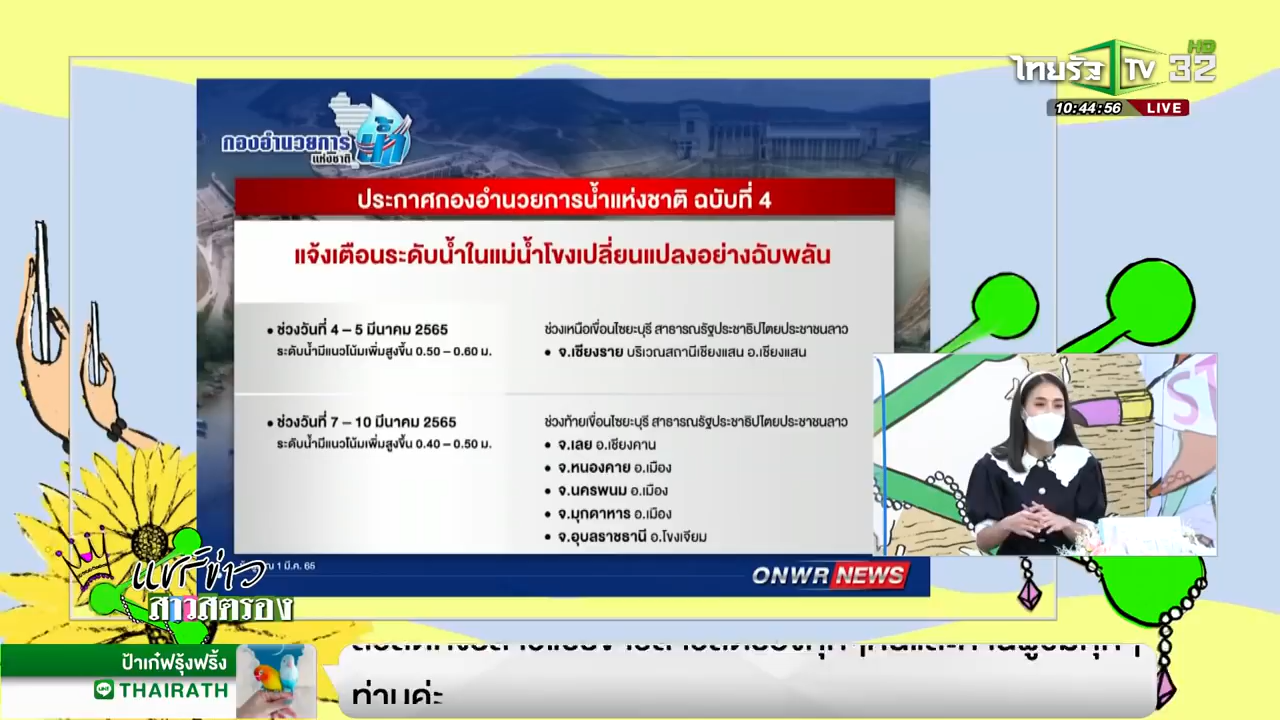 ไทยรัฐ TV 32 HD
10:44:56 LIVE
กองอำนวยการ
น้ำ
แห่งชาติ
ประกาศกองอำนวยการน้ำแห่งชาติ ฉบับที่ 4
แจ้งเตือนระดับน้ำในแม่น้ำโขงเปลี่ยนแปลงอย่างฉับพลัน
• ช่วงวันที่ 4 – 5 มีนาคม 2565
ระดับน้ำมีแนวโน้มเพิ่มสูงขึ้น 0.50 – 0.60 ม.
ช่วงเหนือเขื่อนไซยะบุรี สาธารณรัฐประชาธิปไตยประชาชนลาว
• จ.เชียงราย บริเวณสถานีเชียงแสน อ.เชียงแสน
• ช่วงวันที่ 7 – 10 มีนาคม 2565
ระดับน้ำมีแนวโน้มเพิ่มสูงขึ้น 0.40 – 0.50 ม.
ช่วงท้ายเขื่อนไซยะบุรี สาธารณรัฐประชาธิปไตยประชาชนลาว
• จ.เลย อ.เชียงคาน
• จ.หนองคาย อ.เมือง
• จ.นครพนม อ.เมือง
• จ.มุกดาหาร อ.เมือง
• จ.อุบลราชธานี อ.โขงเจียม
ST
ณ 1 มี.ค. 65
ONWR NEWS
แชร์ข่าว
สาวสตรอง
ป้าเก๋ฟรุ้งฟริ้ง
LINE THAIRATH
ท่านค่ะ